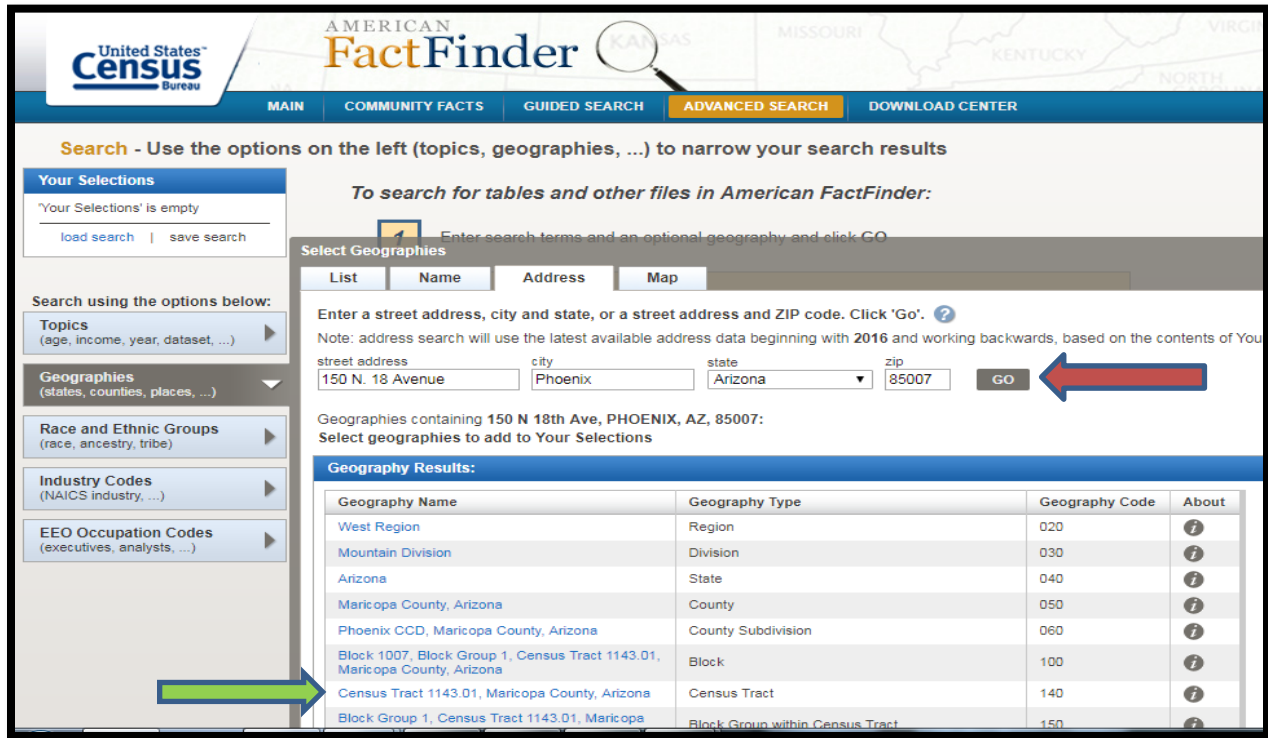 United States™
Census
Bureau
AMERICAN
FactFinder
KANSAS
MISSOURI
KENTUCKY
NORTH
MAIN COMMUNITY FACTS GUIDED SEARCH ADVANCED SEARCH DOWNLOAD CENTER
Search - Use the options on the left (topics, geographies, ...) to narrow your search results
Your Selections
'Your Selections' is empty
load search | save search
To search for tables and other files in American FactFinder:
1 Enter search terms and an optional geography and click GO
Select Geographies
List Name Address Map
Search using the options below:
Topics
(age, income, year, dataset, ...)
Geographies
(states, counties, places, ...)
Race and Ethnic Groups
(race, ancestry, tribe)
Industry Codes
(NAICS industry, ...)
EEO Occupation Codes
(executives, analysts, ...)
Enter a street address, city and state, or a street address and ZIP code. Click 'Go'. ?
Note: address search will use the latest available address data beginning with 2016 and working backwards, based on the contents of You
street address city state zip
150 N. 18 Avenue Phoenix Arizona 85007 GO
Geographies containing 150 N 18th Ave, PHOENIX, AZ, 85007:
Select geographies to add to Your Selections
Geography Results:
Geography Name Geography Type Geography Code About
West Region Region 020 i
Mountain Division Division 030 i
Arizona State 040 i
Maricopa County, Arizona County 050 i
Phoenix CCD, Maricopa County, Arizona County Subdivision 060 i
Block 1007, Block Group 1, Census Tract 1143.01,
Maricopa County, Arizona Block 100 i
Census Tract 1143.01, Maricopa County, Arizona Census Tract 140 i
Block Group 1, Census Tract 1143.01, Maricopa
Block Group within Census Tract 150 i